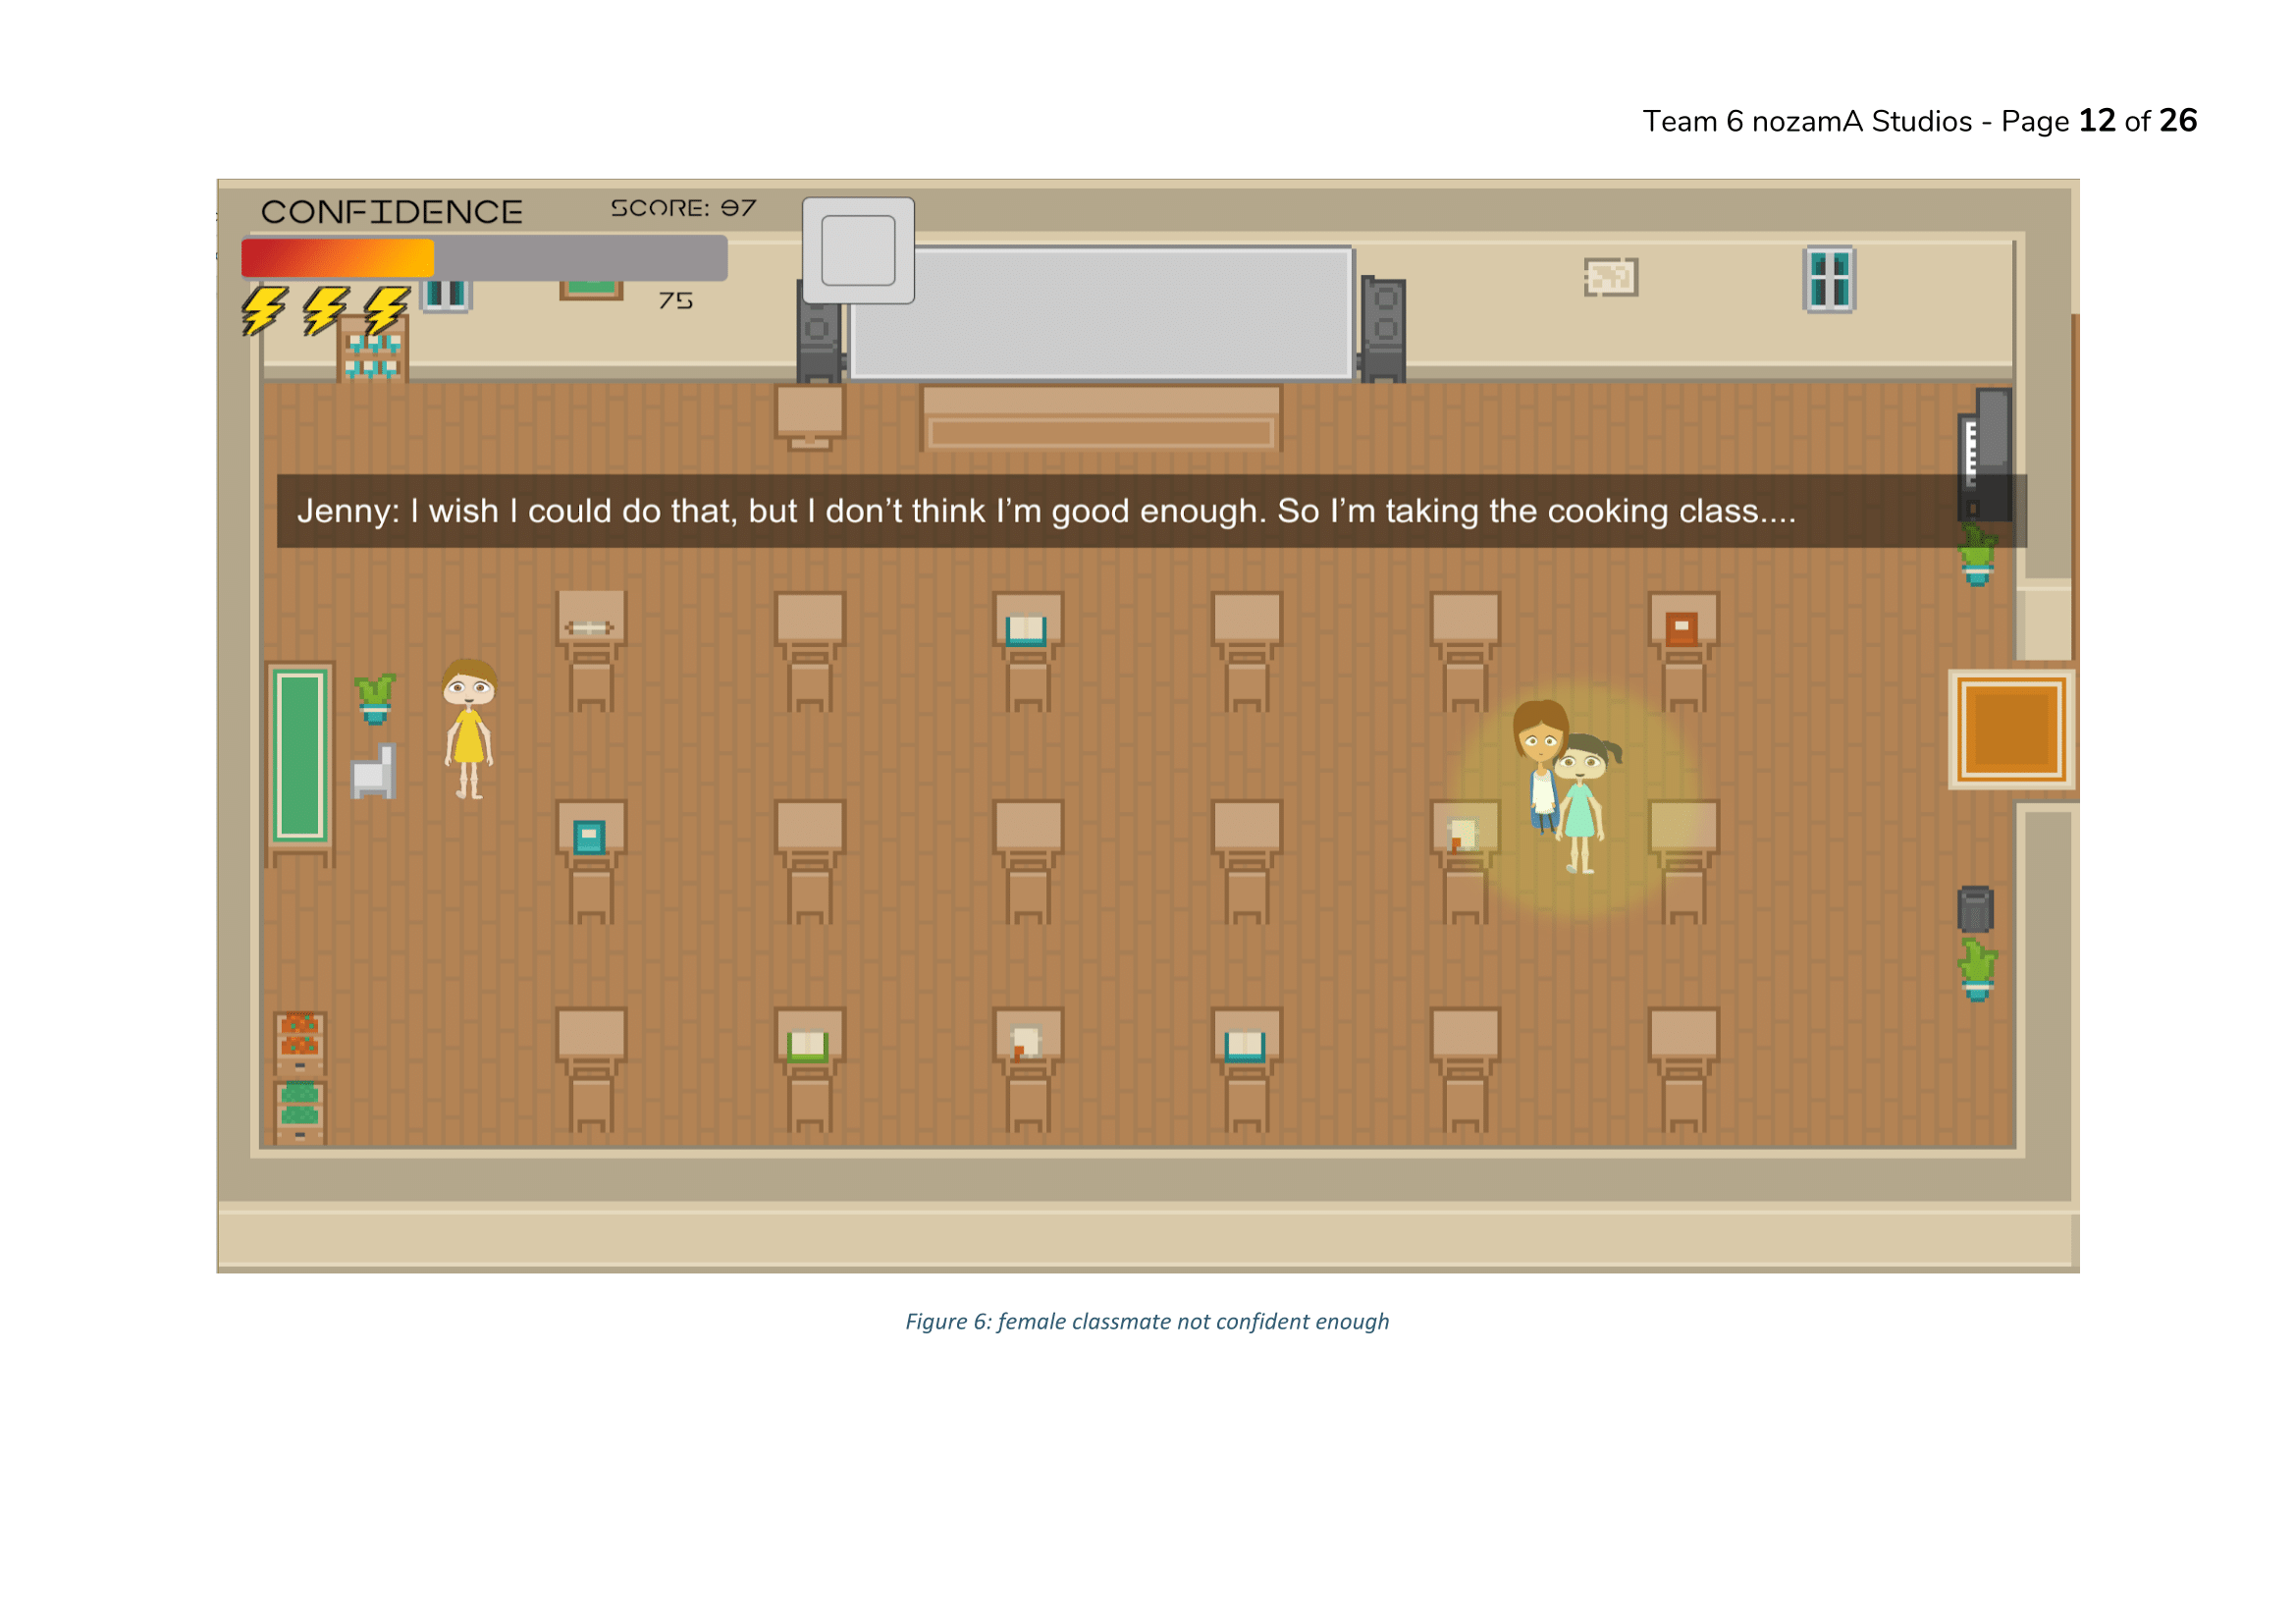 Team 6 nozamA Studios - Page 12 of 26
CONFIDENCE
SCORE: 97
75
Jenny: I wish I could do that, but I don’t think I’m good enough. So I’m taking the cooking class....
Figure 6: female classmate not confident enough